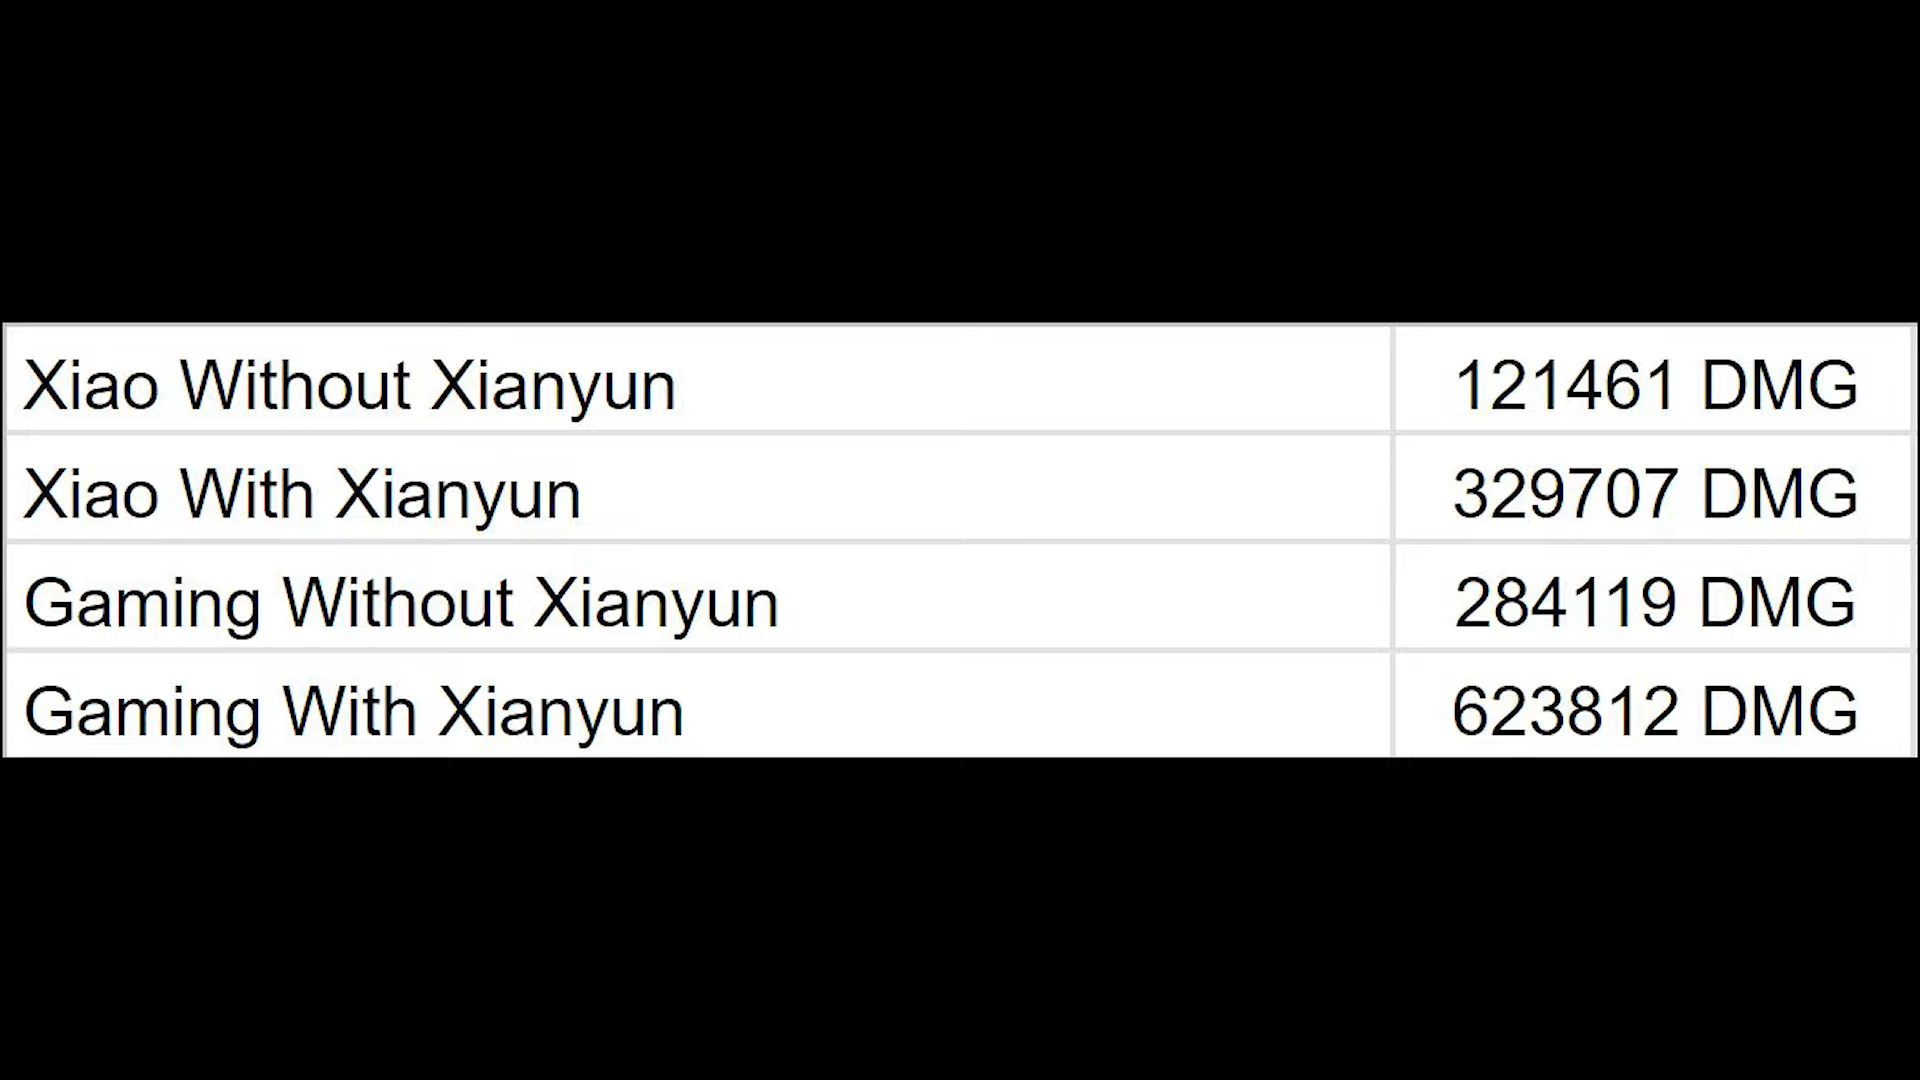 Xiao Without Xianyun 121461 DMG
Xiao With Xianyun 329707 DMG
Gaming Without Xianyun 284119 DMG
Gaming With Xianyun 623812 DMG